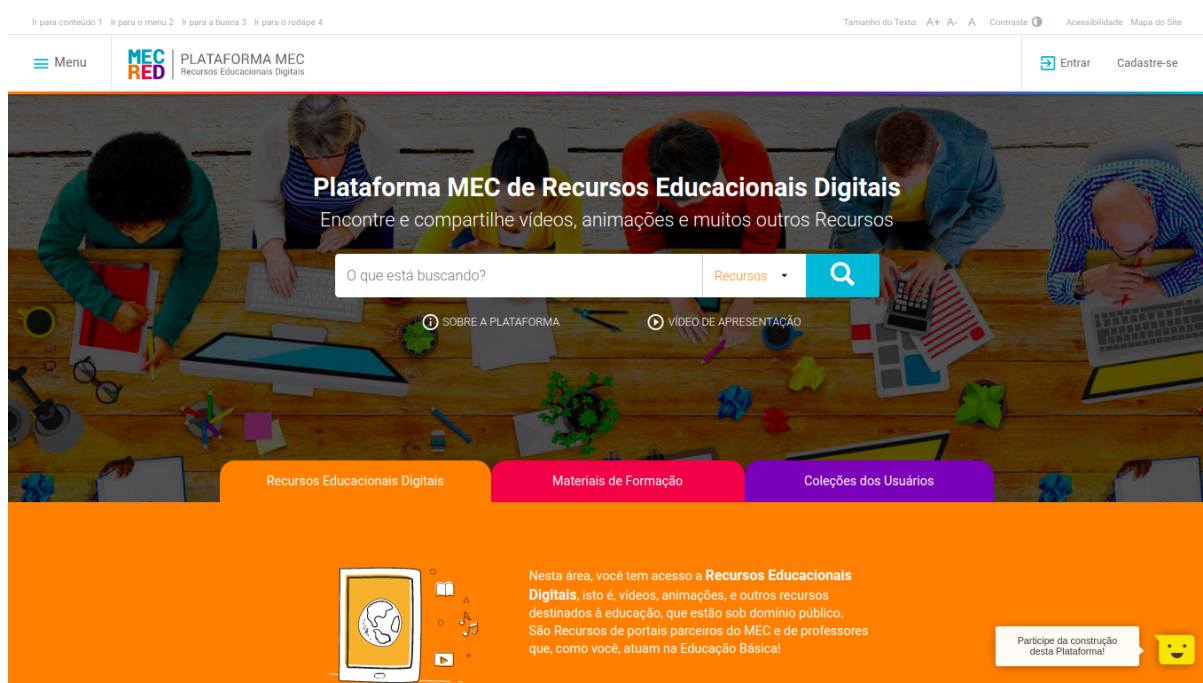 Ir para conteúdo 1 Ir para o menu 2 Ir para a busca 3 Ir para o rodapé 4
Tamanho do Texto: A+ A- A Contraste Acessibilidade Mapa do Site
Menu
MEC
RED
PLATAFORMA MEC
Recursos Educacionais Digitais
Entrar Cadastre-se
Plataforma MEC de Recursos Educacionais Digitais
Encontre e compartilhe vídeos, animações e muitos outros Recursos
O que está buscando? Recursos
SOBRE A PLATAFORMA VÍDEO DE APRESENTAÇÃO
Recursos Educacionais Digitais Materiais de Formação Coleções dos Usuários
Nesta área, você tem acesso a Recursos Educacionais
Digitais, isto é, vídeos, animações, e outros recursos
destinados à educação, que estão sob domínio público.
São Recursos de portais parceiros do MEC e de professores
que, como você, atuam na Educação Básica!
Participe da construção
desta Plataforma!